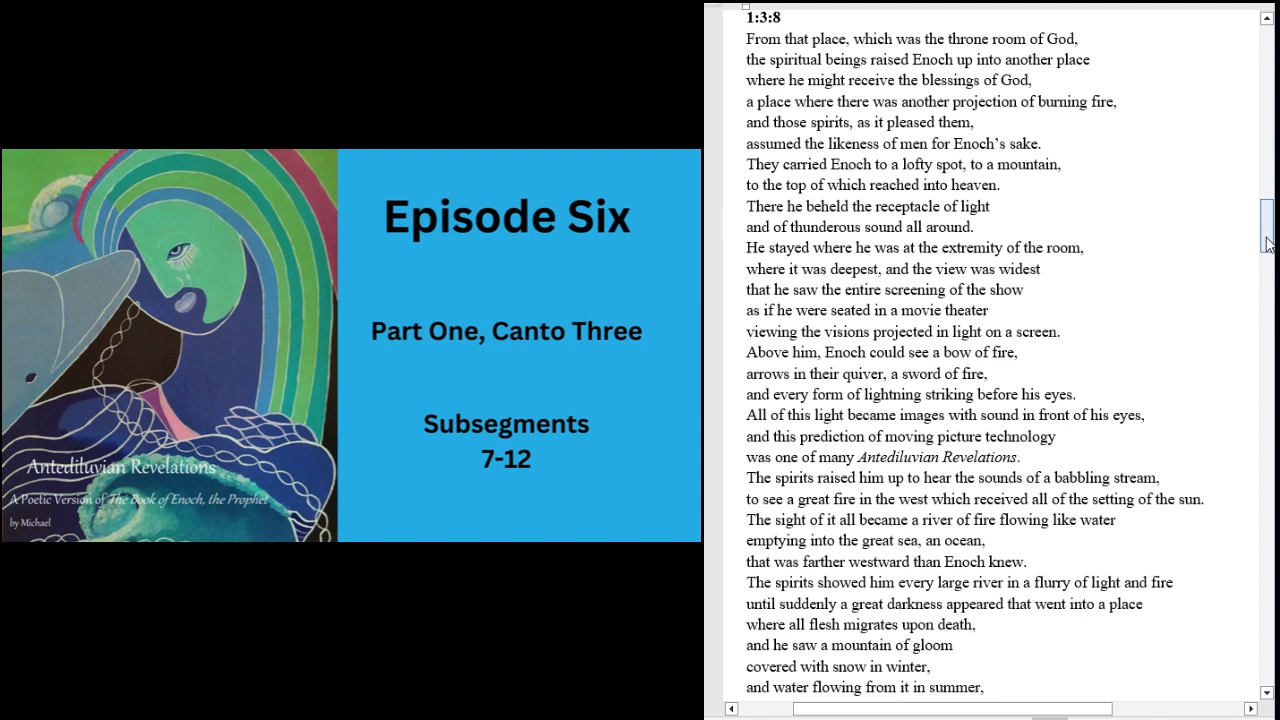 Episode Six
Part One, Canto Three
Subsegments
7-12
Antediluvian Revelations
A Poetic Version of The Book of Enoch, the Prophet
by Michael
1:3:8
From that place, which was the throne room of God,
the spiritual beings raised Enoch up into another place
where he might receive the blessings of God,
a place where there was another projection of burning fire,
and those spirits, as it pleased them,
assumed the likeness of men for Enoch’s sake.
They carried Enoch to a lofty spot, to a mountain,
to the top of which reached into heaven.
There he beheld the receptacle of light
and of thunderous sound all around.
He stayed where he was at the extremity of the room,
where it was deepest, and the view was widest
that he saw the entire screening of the show
as if he were seated in a movie theater
viewing the visions projected in light on a screen.
Above him, Enoch could see a bow of fire,
arrows in their quiver, a sword of fire,
and every form of lightning striking before his eyes.
All of this light became images with sound in front of his eyes,
and this prediction of moving picture technology
was one of many Antediluvian Revelations.
The spirits raised him up to hear the sounds of a babbling stream,
to see a great fire in the west which received all of the setting of the sun.
The sight of it all became a river of fire flowing like water
emptying into the great sea, an ocean,
that was farther westward than Enoch knew.
The spirits showed him every large river in a flurry of light and fire
until suddenly a great darkness appeared that went into a place
where all flesh migrates upon death,
and he saw a mountain of gloom
covered with snow in winter,
and water flowing from it in summer,